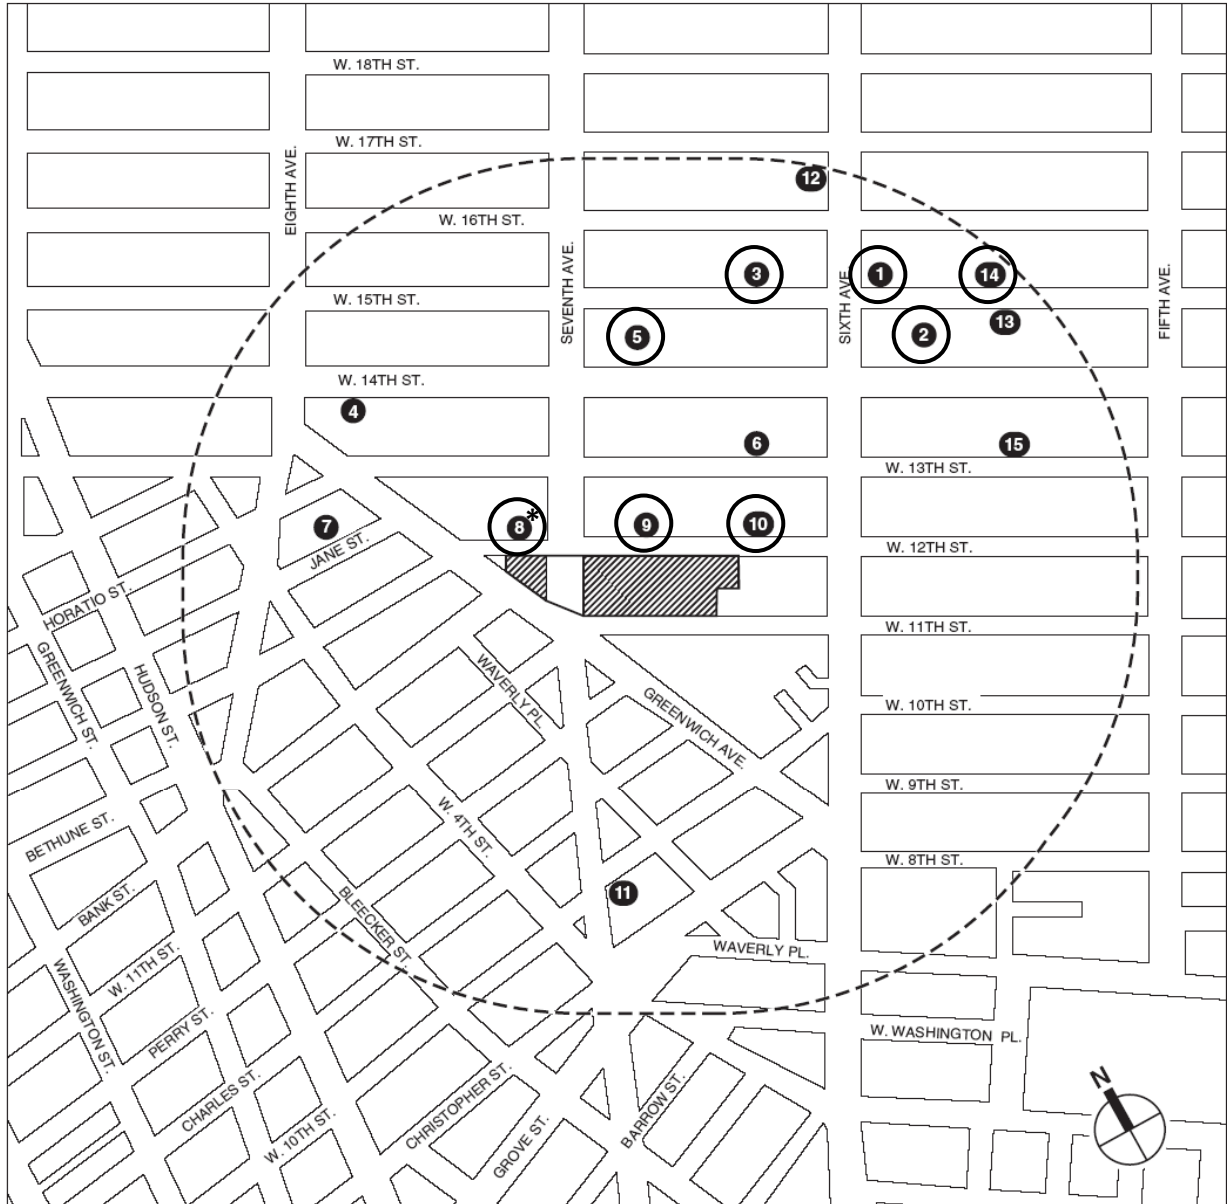 W. 18TH ST.
W. 17TH ST.
EIGHTH AVE.
12
W. 16TH ST.
SEVENTH AVE.
3
SIXTH AVE.
1
14
FIFTH AVE.
W. 15TH ST.
5
2
13
W. 14TH ST.
4
6
15
W. 13TH ST.
7
8*
9
10
JANE ST.
W. 12TH ST.
HORATIO ST.
W. 11TH ST.
GREENWICH ST.
HUDSON ST.
WAVERLY PL.
GREENWICH AVE.
W. 10TH ST.
W. 9TH ST.
BETHUNE ST.
W. 4TH ST.
W. 8TH ST.
BANK ST.
BLEECKER ST.
11
WAVERLY PL.
W. 11TH ST.
WASHINGTON ST.
PERRY ST.
W. WASHINGTON PL.
CHARLES ST.
W. 10TH ST.
CHRISTOPHER ST.
GROVE ST.
BARROW ST.
N